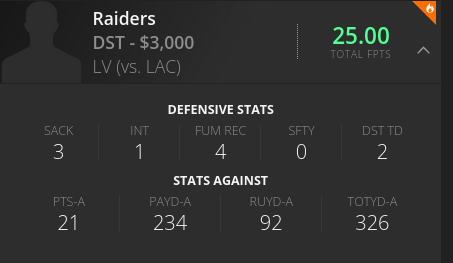 Raiders
DST - $3,000
LV (vs. LAC)
25.00
TOTAL FPTS
DEFENSIVE STATS
SACK INT FUM REC SFTY DST TD
3 1 4 0 2
STATS AGAINST
PTS-A PAYD-A RUYD-A TOTYD-A
21 234 92 326